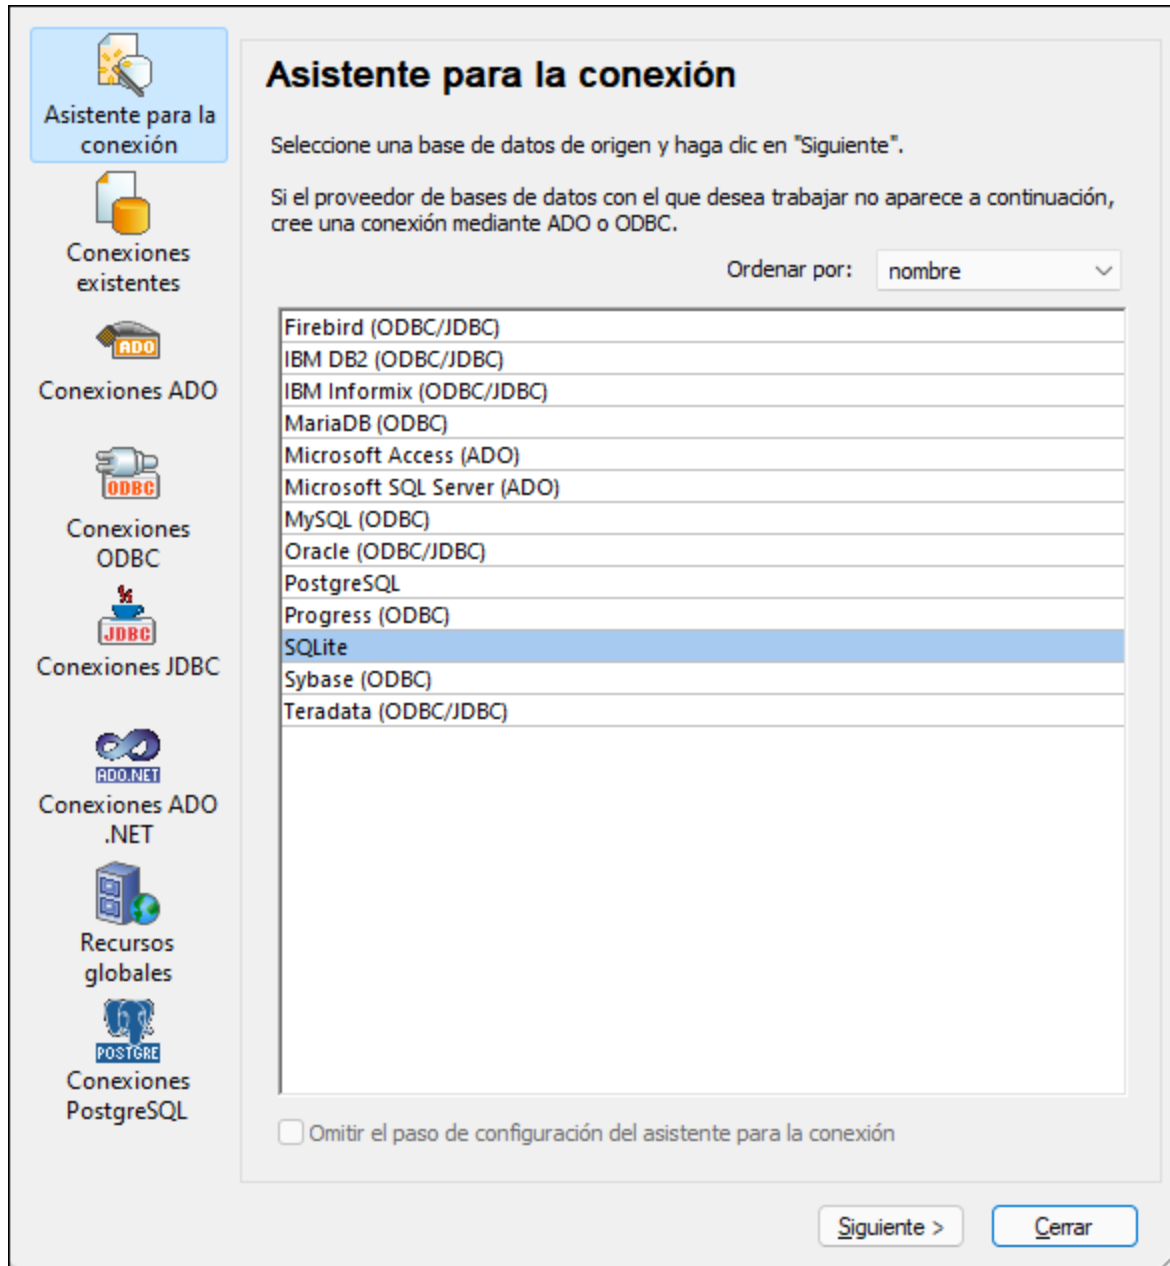 Asistente para la
conexión
Conexiones
existentes
ADO
Conexiones ADO
ODBC
Conexiones
ODBC
JDBC
Conexiones JDBC
ADO.NET
Conexiones ADO
.NET
Recursos
globales
POSTGRE
Conexiones
PostgreSQL
Asistente para la conexión
Seleccione una base de datos de origen y haga clic en "Siguiente".
Si el proveedor de bases de datos con el que desea trabajar no aparece a continuación,
cree una conexión mediante ADO o ODBC.
Ordenar por: nombre
Firebird (ODBC/JDBC)
IBM DB2 (ODBC/JDBC)
IBM Informix (ODBC/JDBC)
MariaDB (ODBC)
Microsoft Access (ADO)
Microsoft SQL Server (ADO)
MySQL (ODBC)
Oracle (ODBC/JDBC)
PostgreSQL
Progress (ODBC)
SQLite
Sybase (ODBC)
Teradata (ODBC/JDBC)
Omitir el paso de configuración del asistente para la conexión
Siguiente > Cerrar